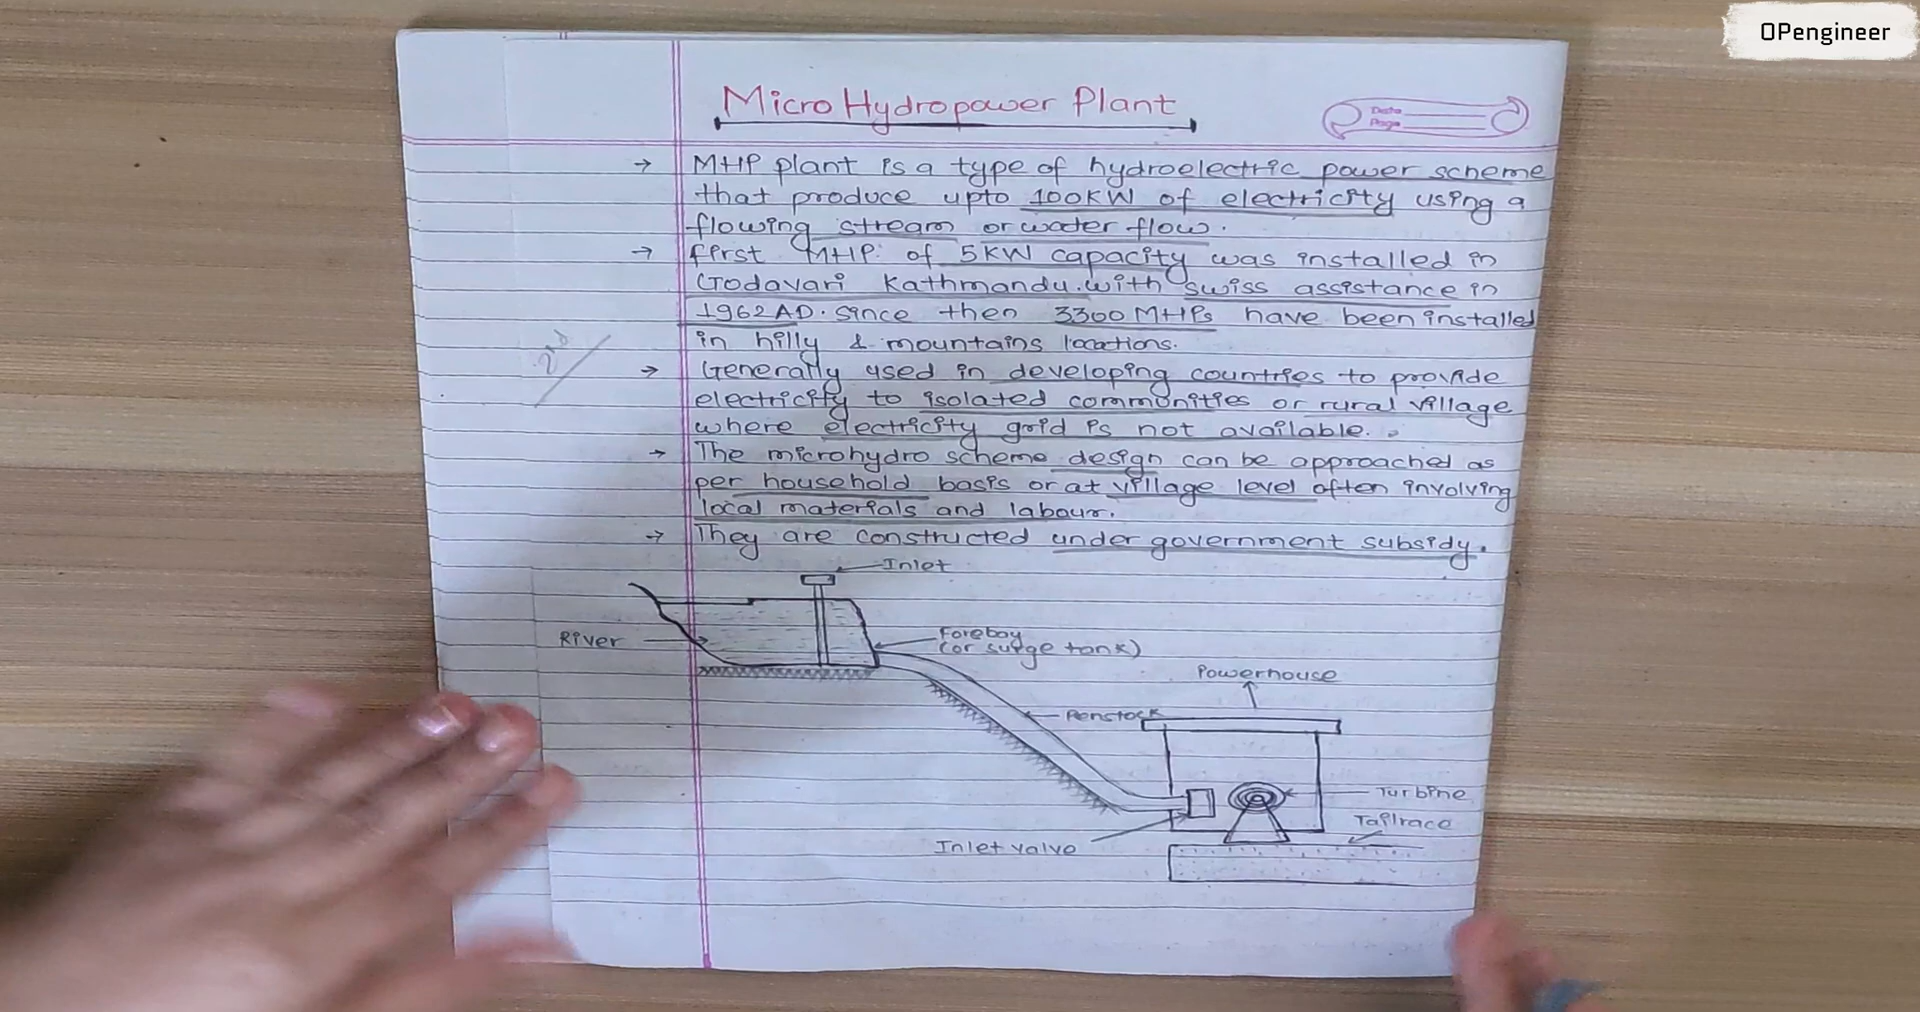 OPengineer
Micro Hydropower Plant
Date
Page
→ MHP plant is a type of hydroelectric power scheme
that produce upto 100KW of electricity using a
flowing stream or water flow.
→ first MHP of 5KW capacity was installed in
Godavari Kathmandu with swiss assistance in
1962AD. Since then 3300 MHPs have been installed
in hilly & mountains locations.
→ Generally used in developing countries to provide
electricity to isolated communities or rural village
where electricity grid is not available.
→ The microhydro scheme design can be approached as
per household basis or at village level often involving
local materials and labour.
→ They are constructed under government subsidy.
Inlet
River
Forebay
(or surge tank)
Powerhouse
Penstock
Turbine
Tailrace
Inlet valve